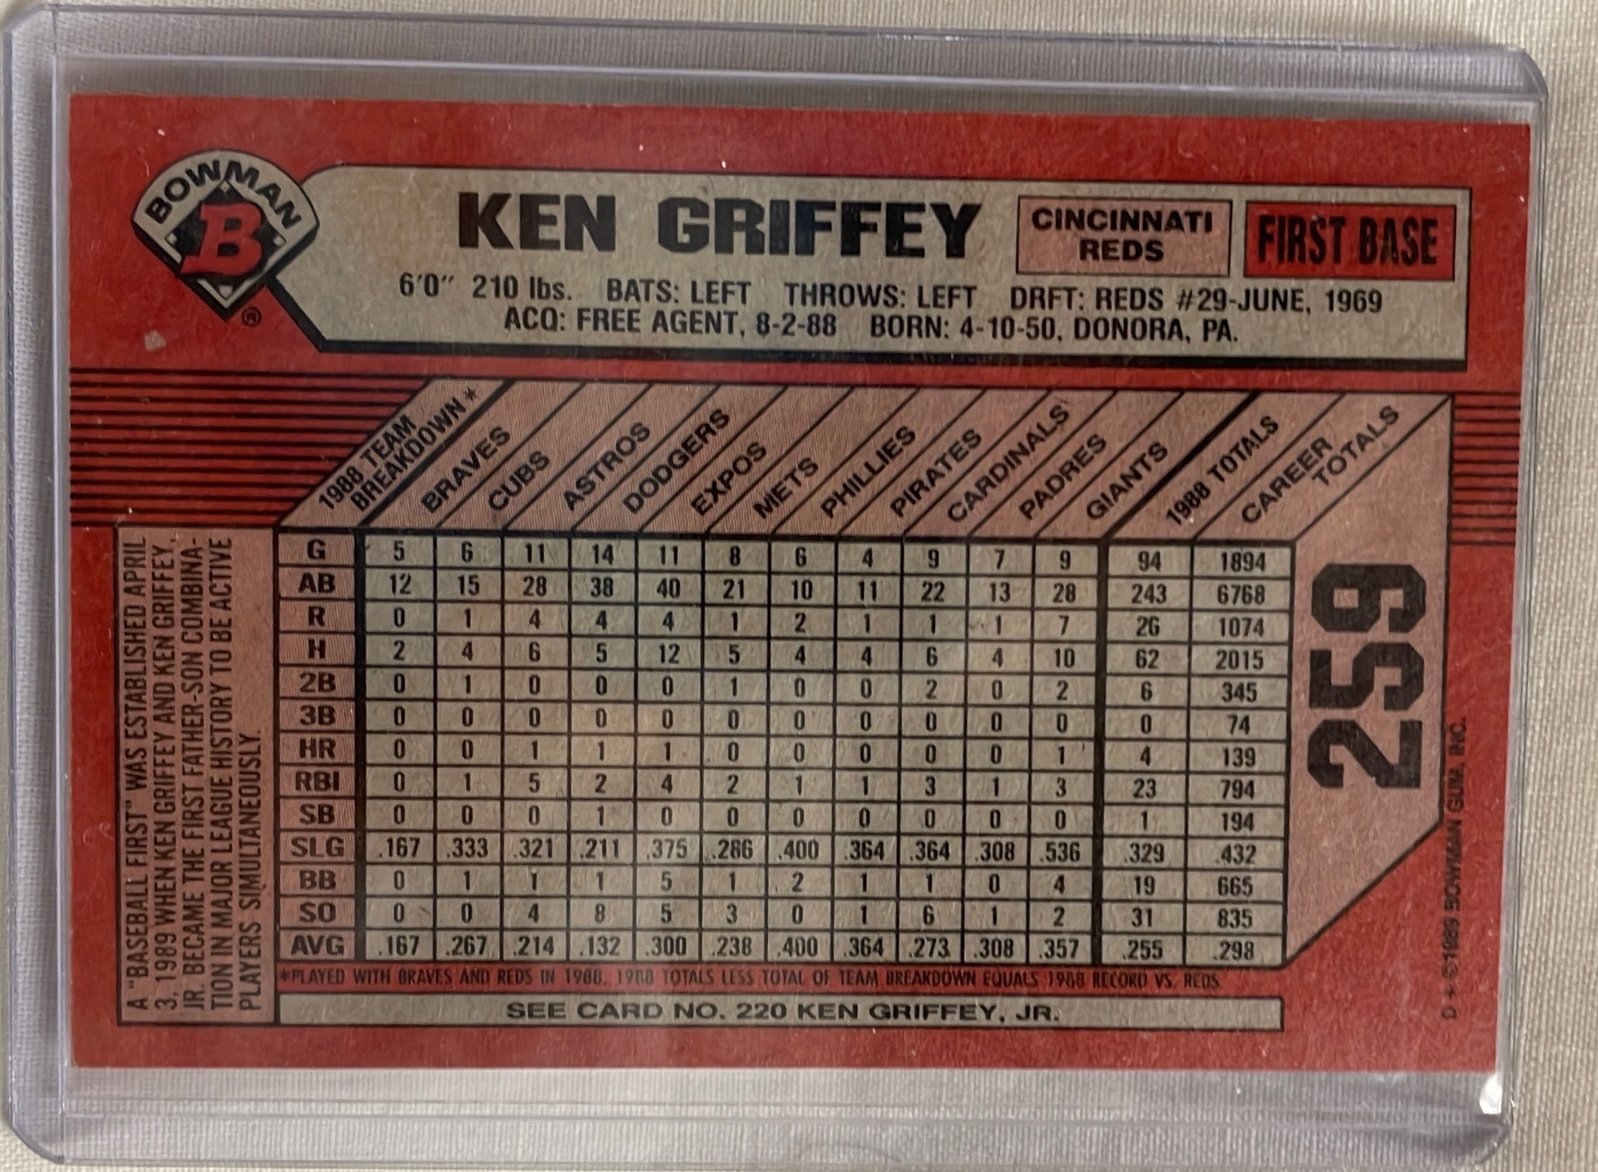 BOWMAN
B
®
KEN GRIFFEY
CINCINNATI
REDS
FIRST BASE
6'0" 210 lbs. BATS: LEFT THROWS: LEFT DRFT: REDS #29-JUNE, 1969
ACQ: FREE AGENT, 8-2-88 BORN: 4-10-50, DONORA, PA.
1988 TEAM
BREAKDOWN*
BRAVES
CUBS
ASTROS
DODGERS
EXPOS
METS
PHILLIES
PIRATES
CARDINALS
PADRES
GIANTS
1988 TOTALS
CAREER
TOTALS
G 5 6 11 14 11 8 6 4 9 7 9 94 1894
AB 12 15 28 38 40 21 10 11 22 13 28 243 6768
R 0 1 4 4 4 1 2 1 1 1 7 26 1074
H 2 4 6 5 12 5 4 4 6 4 10 62 2015
2B 0 1 0 0 0 1 0 0 2 0 2 6 345
3B 0 0 0 0 0 0 0 0 0 0 0 0 74
HR 0 0 1 1 1 0 0 0 0 0 1 4 139
RBI 0 1 5 2 4 2 1 1 3 1 3 23 794
SB 0 0 0 1 0 0 0 0 0 0 0 1 194
SLG .167 .333 .321 .211 .375 .286 .400 .364 .364 .308 .536 .329 .432
BB 0 1 1 1 5 1 2 1 1 0 4 19 665
SO 0 0 4 8 5 3 0 1 6 1 2 31 835
AVG .167 .267 .214 .132 .300 .238 .400 .364 .273 .308 .357 .255 .298
*PLAYED WITH BRAVES AND REDS IN 1988. 1988 TOTALS LESS TOTAL OF TEAM BREAKDOWN EQUALS 1988 RECORD VS. REDS.
SEE CARD NO. 220 KEN GRIFFEY, JR.
A "BASEBALL FIRST" WAS ESTABLISHED APRIL
3, 1989 WHEN KEN GRIFFEY AND KEN GRIFFEY,
JR. BECAME THE FIRST FATHER-SON COMBINA-
TION IN MAJOR LEAGUE HISTORY TO BE ACTIVE
PLAYERS SIMULTANEOUSLY.
259
D * ©1989 BOWMAN GUM, INC.